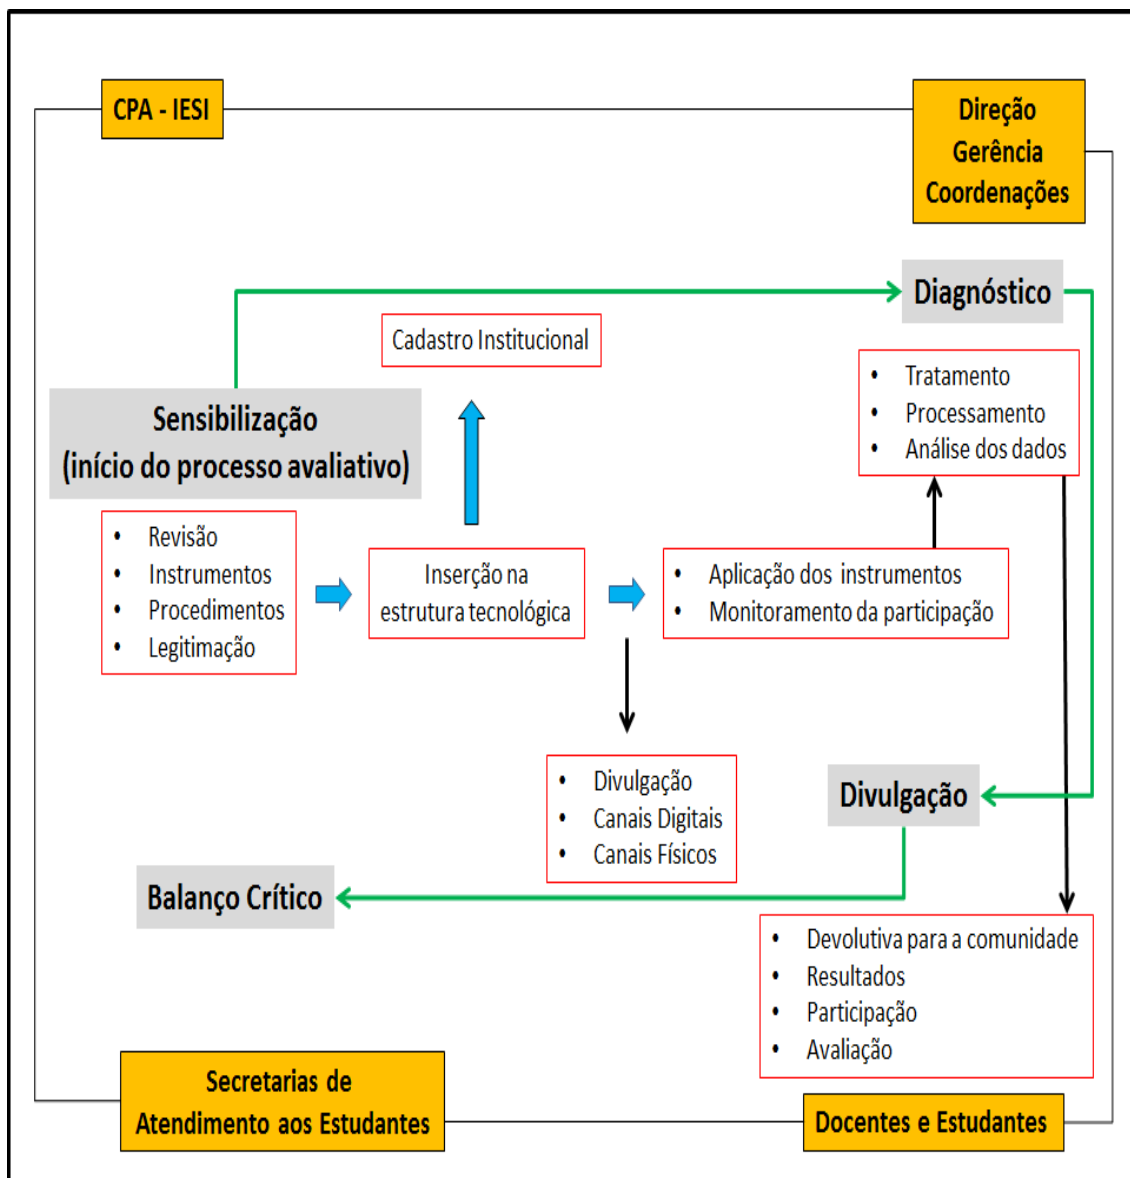 CPA - IESI
Direção
Gerência
Coordenações
Diagnóstico
Cadastro Institucional
• Tratamento
• Processamento
• Análise dos dados
Sensibilização
(início do processo avaliativo)
• Revisão
• Instrumentos
• Procedimentos
• Legitimação
Inserção na
estrutura tecnológica
• Aplicação dos instrumentos
• Monitoramento da participação
• Divulgação
• Canais Digitais
• Canais Físicos
Divulgação
Balanço Crítico
• Devolutiva para a comunidade
• Resultados
• Participação
• Avaliação
Secretarias de
Atendimento aos Estudantes
Docentes e Estudantes